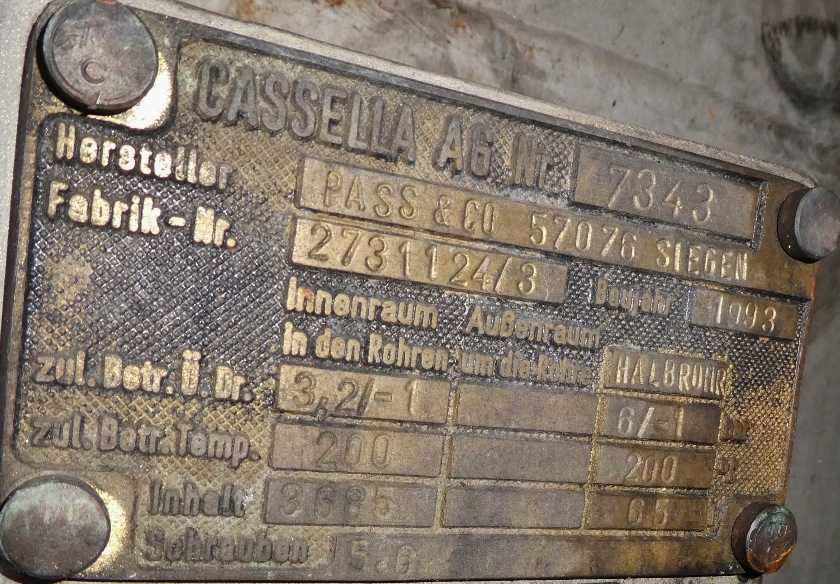 CASSELLA AG Nr. 7343
Hersteller PASS & CO 57076 SIEGEN
Fabrik-Nr. 2731124/3 Baujahr 1993
Innenraum Außenraum
in den Rohren um die Rohre HALBROHR
zul. Betr. Ü. Dr. 3,2/-1 6/-1
zul. Betr. Temp. 200 200
Inhalt 3685 65
Schrauben 5.6